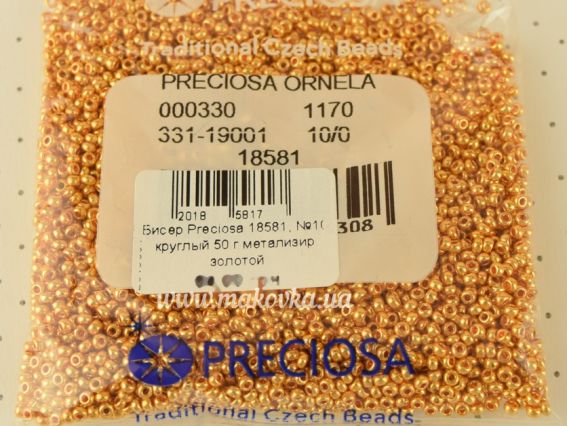 PRECIOSA
Traditional Czech Beads
PRECIOSA ORNELA
000330 1170
331-19001 10/0
18581
308
2018 5817
Бисер Preciosa 18581, №10
круглый 50 г метализир
золотой
www.makovka.ua
PRECIOSA
Traditional Czech Beads